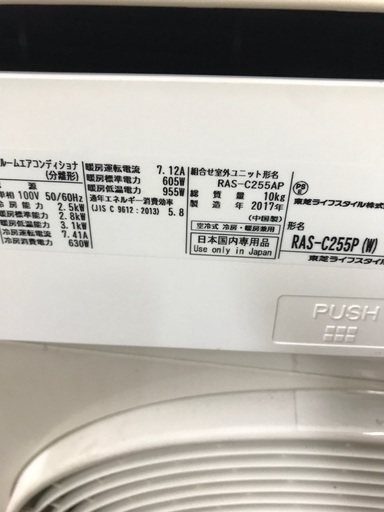 ルームエアコンディショナ
(分離形)
源
単相 100V 50/60Hz
冷房能力 2.5kW
暖房標準能力 2.8kW
3.1kW
冷房運転電流 7.41A
冷房消費電力 630W
暖房運転電流 7.12A
暖房標準電力 605W
暖房低温電力 955W
通年エネルギー消費効率
(JIS C 9612:2013) 5.8
組合せ室外ユニット形名
RAS-C255AP
総質量 10kg
製造年 2017年
(中国製)
空冷式 冷房・暖房兼用
日本国内専用品
Use only in Japan
PS
E
東芝ライフスタイル株式
形名
RAS-C255P(W)
東芝ライフスタイル
PUSH